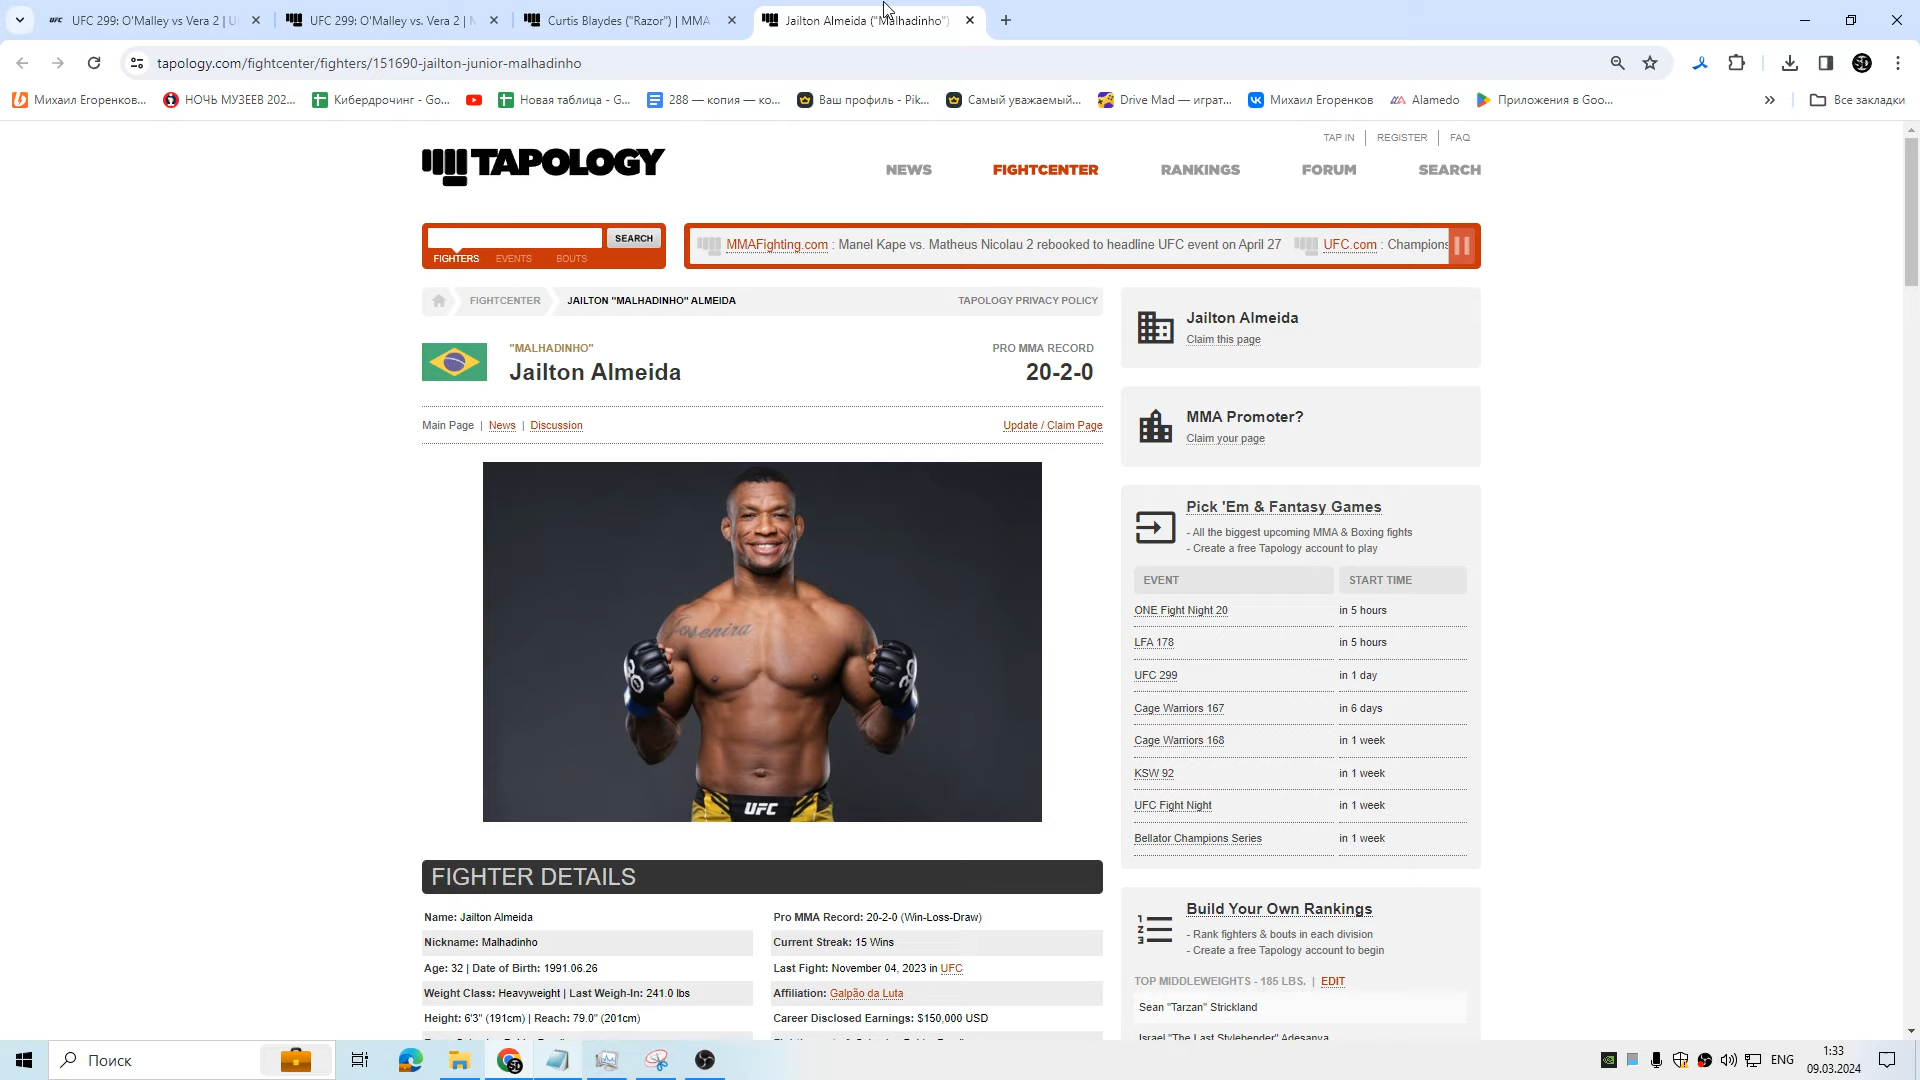 UFC 299: O'Malley vs Vera 2 | U
UFC 299: O'Malley vs. Vera 2 | M
Curtis Blaydes ("Razor") | MMA
Jailton Almeida ("Malhadinho")
tapology.com/fightcenter/fighters/151690-jailton-junior-malhadinho
SD
Михаил Егоренков...
НОЧЬ МУЗЕЕВ 202...
Кибердрочинг - Go...
Новая таблица - G...
288 — копия — ко...
Ваш профиль - Pik...
Самый уважаемый...
Drive Mad — играт...
Михаил Егоренков
Alamedo
Приложения в Goo...
Все закладки
TAP IN
REGISTER
FAQ
TAPOLOGY
NEWS
FIGHTCENTER
RANKINGS
FORUM
SEARCH
SEARCH
FIGHTERS
EVENTS
BOUTS
MMAFighting.com : Manel Kape vs. Matheus Nicolau 2 rebooked to headline UFC event on April 27
UFC.com : Champions
FIGHTCENTER
JAILTON "MALHADINHO" ALMEIDA
TAPOLOGY PRIVACY POLICY
"MALHADINHO"
Jailton Almeida
PRO MMA RECORD
20-2-0
Main Page | News | Discussion
Update / Claim Page
Josenira
UFC
Jailton Almeida
Claim this page
MMA Promoter?
Claim your page
Pick 'Em & Fantasy Games
- All the biggest upcoming MMA & Boxing fights
- Create a free Tapology account to play
EVENT
START TIME
ONE Fight Night 20
in 5 hours
LFA 178
in 5 hours
UFC 299
in 1 day
Cage Warriors 167
in 6 days
Cage Warriors 168
in 1 week
KSW 92
in 1 week
UFC Fight Night
in 1 week
Bellator Champions Series
in 1 week
FIGHTER DETAILS
Name: Jailton Almeida
Pro MMA Record: 20-2-0 (Win-Loss-Draw)
Nickname: Malhadinho
Current Streak: 15 Wins
Age: 32 | Date of Birth: 1991.06.26
Last Fight: November 04, 2023 in UFC
Weight Class: Heavyweight | Last Weigh-In: 241.0 lbs
Affiliation: Galpão da Luta
Height: 6'3" (191cm) | Reach: 79.0" (201cm)
Career Disclosed Earnings: $150,000 USD
Build Your Own Rankings
- Rank fighters & bouts in each division
- Create a free Tapology account to begin
TOP MIDDLEWEIGHTS - 185 LBS. | EDIT
Sean "Tarzan" Strickland
Israel "The Last Stylebender" Adesanya
Поиск
ENG
1:33
09.03.2024